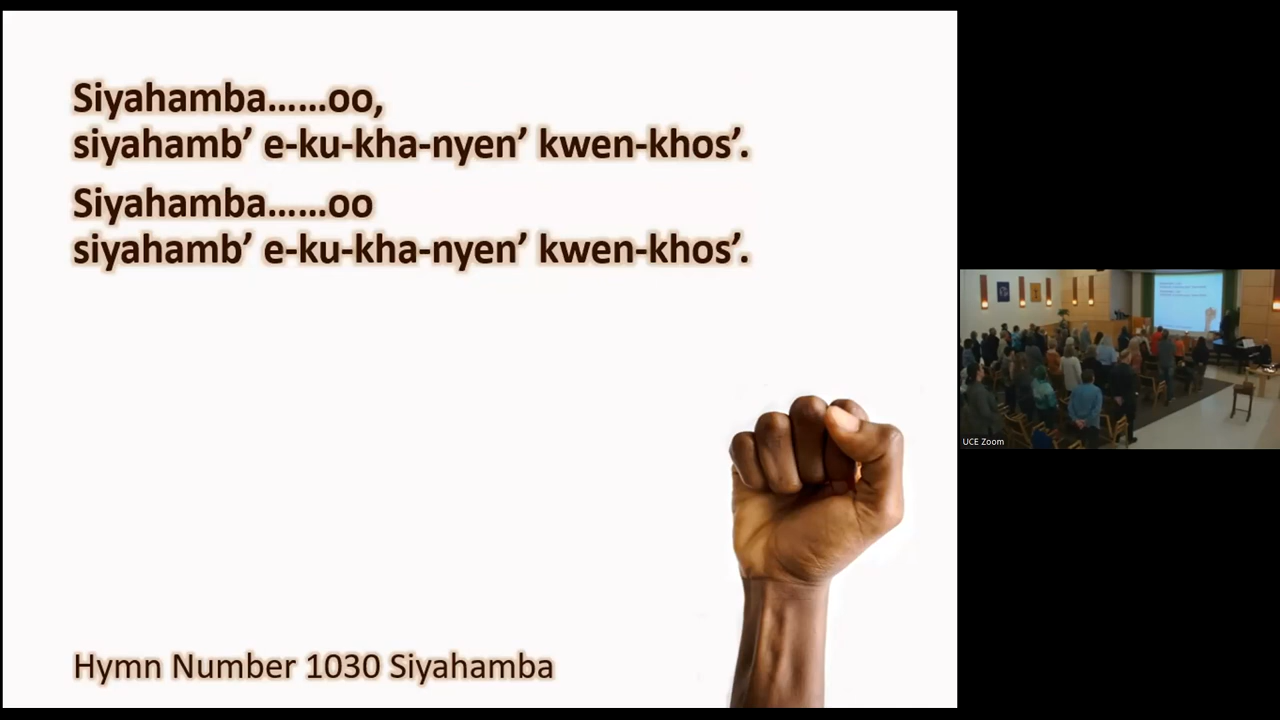 Siyahamba......oo,
siyahamb’ e-ku-kha-nyen’ kwen-khos’.
Siyahamba......oo
siyahamb’ e-ku-kha-nyen’ kwen-khos’.
Hymn Number 1030 Siyahamba
UCE Zoom